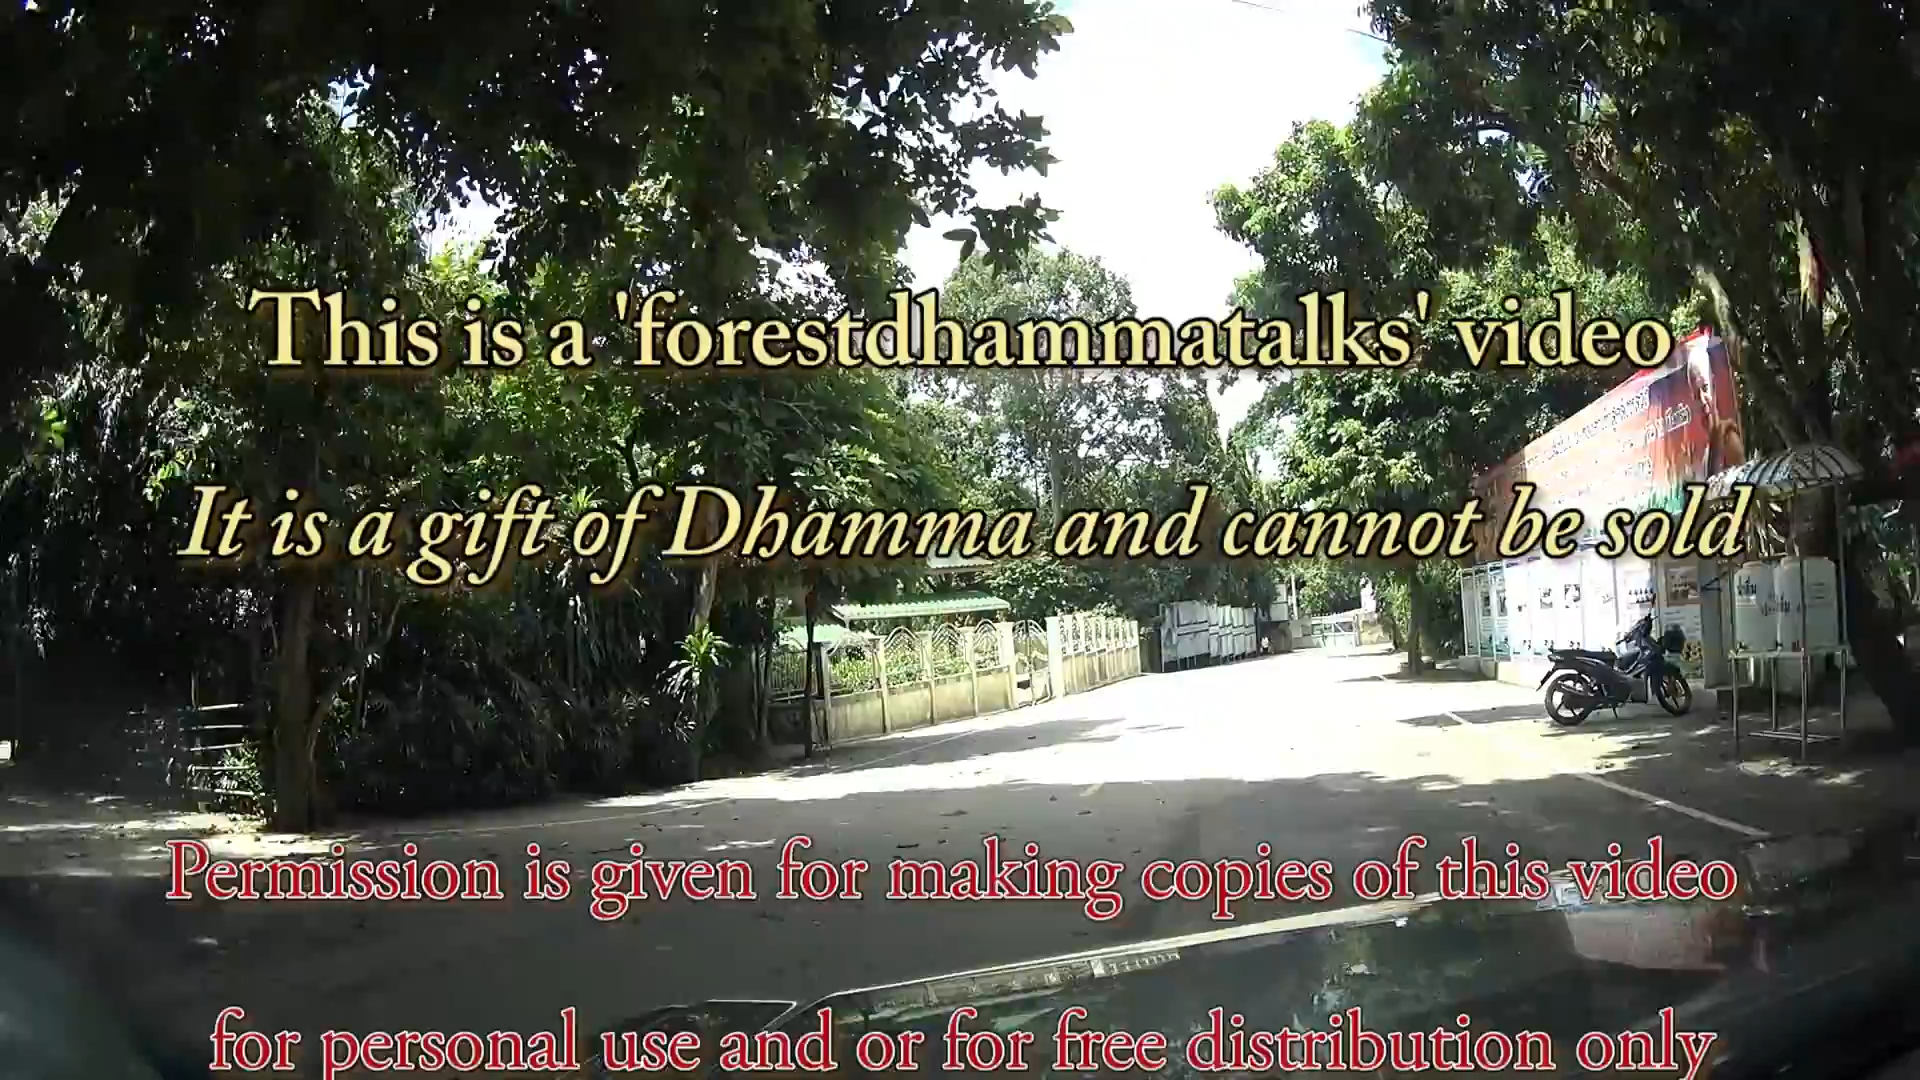 This is a 'forestdhammatalks' video
It is a gift of Dhamma and cannot be sold
Permission is given for making copies of this video
for personal use and or for free distribution only